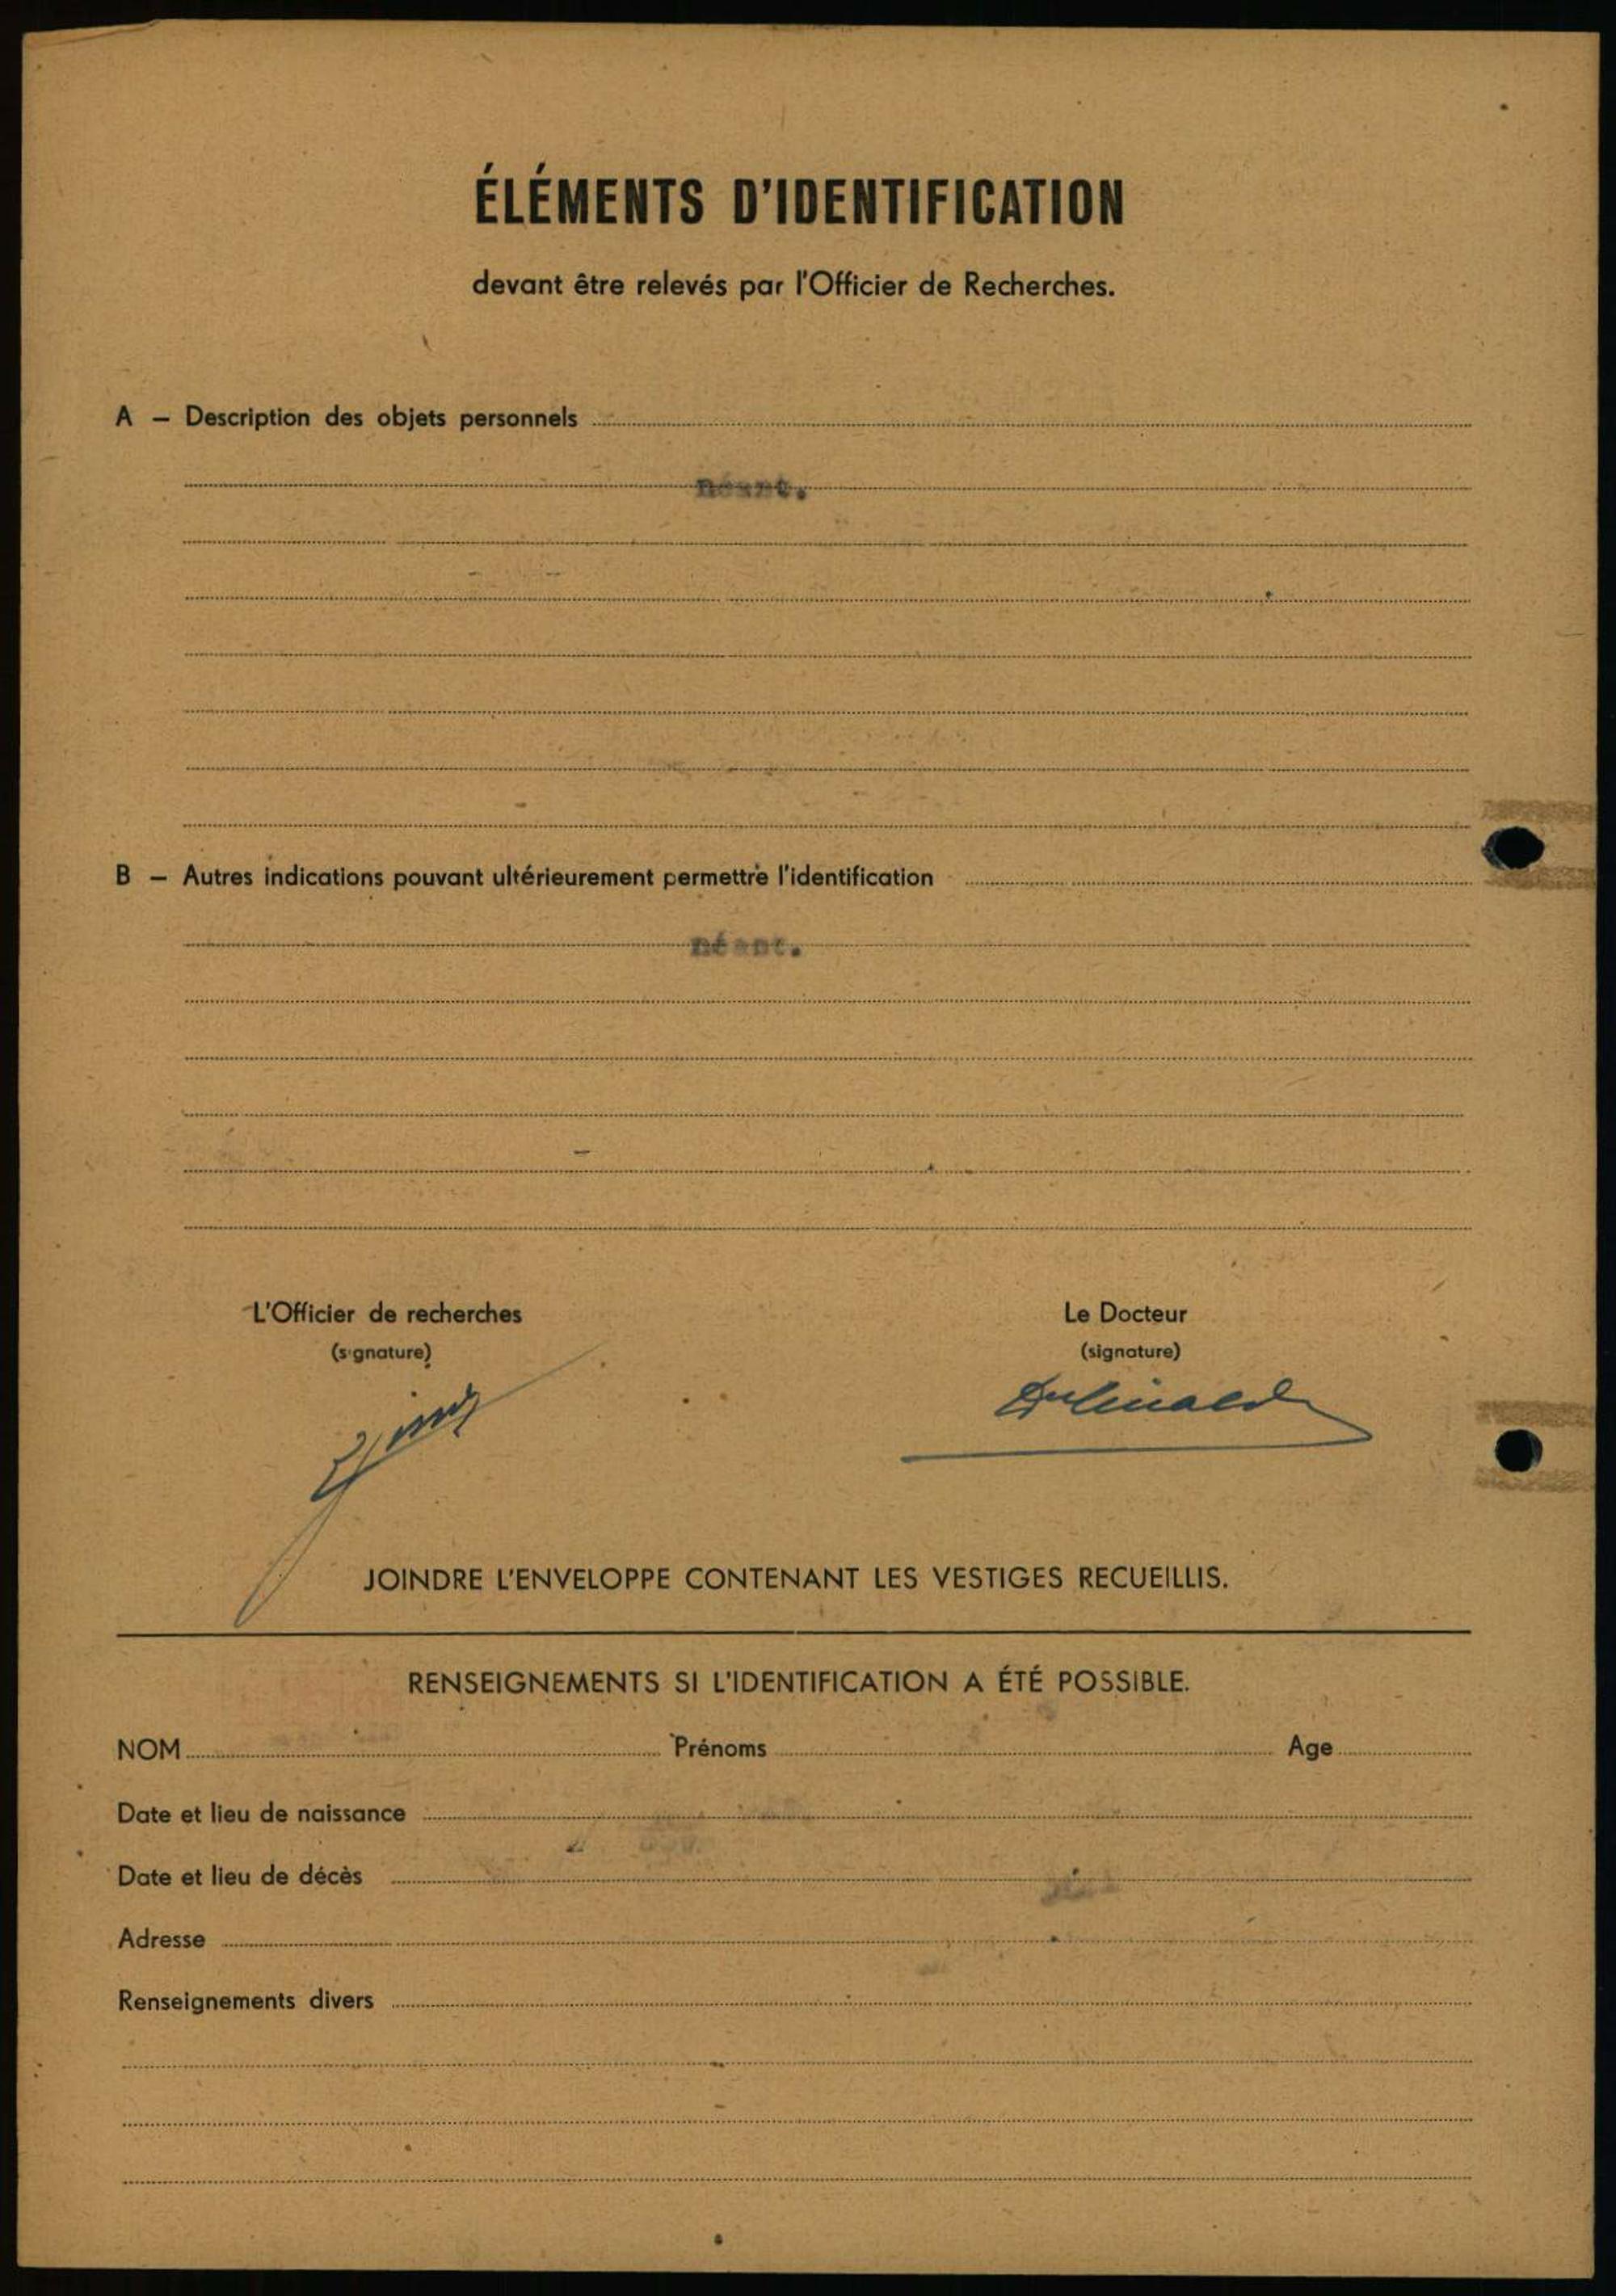 ÉLÉMENTS D'IDENTIFICATION
devant être relevés par l'Officier de Recherches.
A — Description des objets personnels
néant.
B — Autres indications pouvant ultérieurement permettre l'identification
néant.
L'Officier de recherches
(signature)
Le Docteur
(signature)
JOINDRE L'ENVELOPPE CONTENANT LES VESTIGES RECUEILLIS.
RENSEIGNEMENTS SI L'IDENTIFICATION A ÉTÉ POSSIBLE.
NOM Prénoms Age
Date et lieu de naissance
Date et lieu de décès
Adresse
Renseignements divers